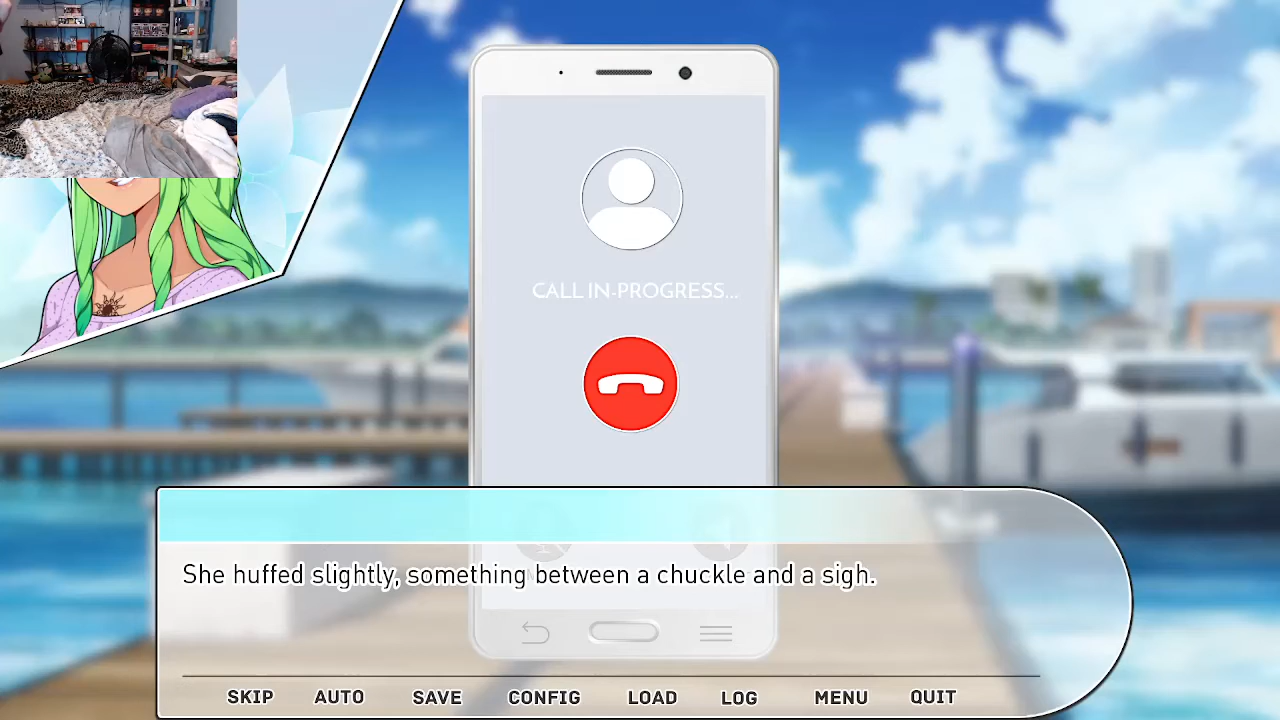 CALL IN-PROGRESS...
She huffed slightly, something between a chuckle and a sigh.
SKIP AUTO SAVE CONFIG LOAD LOG MENU QUIT